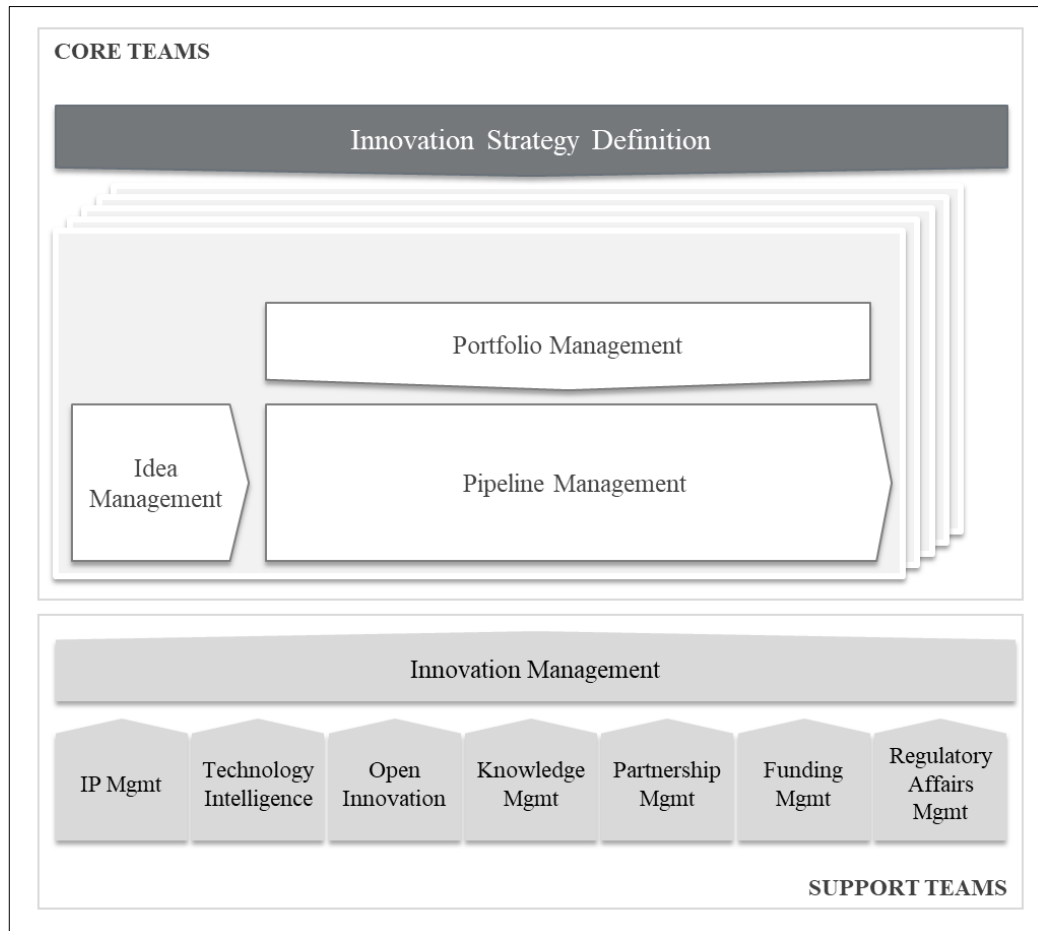 CORE TEAMS
Innovation Strategy Definition
Portfolio Management
Idea
Management
Pipeline Management
Innovation Management
IP Mgmt
Technology
Intelligence
Open
Innovation
Knowledge
Mgmt
Partnership
Mgmt
Funding
Mgmt
Regulatory
Affairs
Mgmt
SUPPORT TEAMS